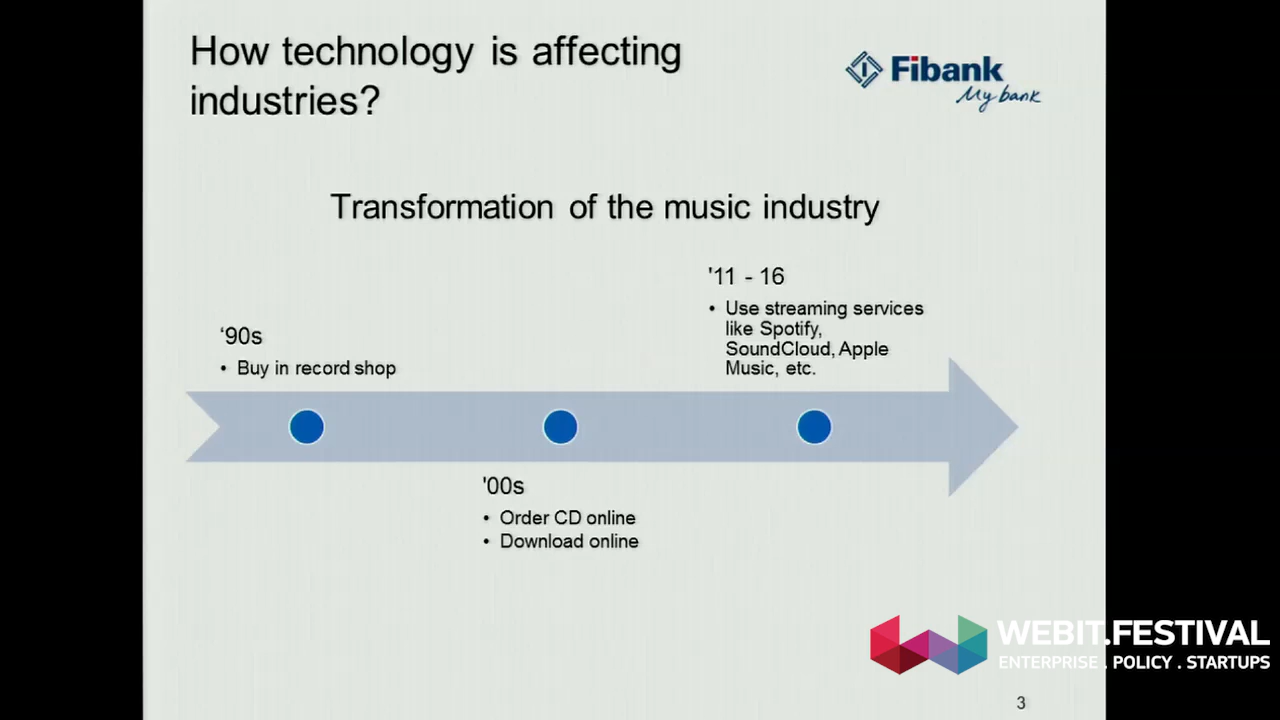 How technology is affecting
industries?
Fibank
My bank
Transformation of the music industry
'11 - 16
• Use streaming services
like Spotify,
SoundCloud, Apple
Music, etc.
‘90s
• Buy in record shop
'00s
• Order CD online
• Download online
WEBIT.FESTIVAL
ENTERPRISE . POLICY . STARTUPS
3